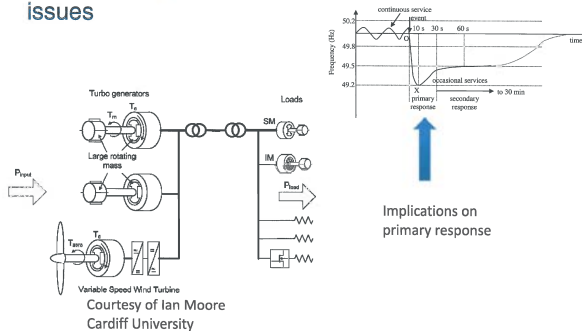 issues
continuous service
event
50.2
10 s 30 s 60 s
time
49.8
49.5
49.2
Frequency (Hz)
O
X
occasional services
primary response
secondary response
to 30 min
Turbo generators
Loads
Tm
Te
SM
Large rotating
mass
IM
Pinput
Pload
Te
Taero
Variable Speed Wind Turbine
Courtesy of Ian Moore
Cardiff University
Implications on
primary response